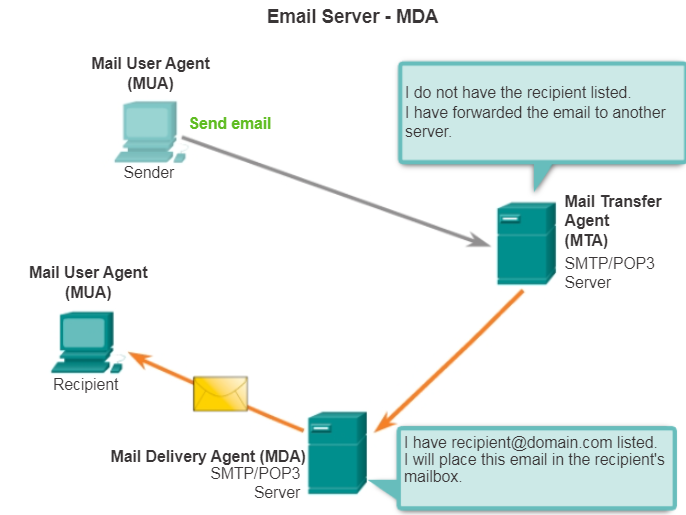 Email Server - MDA
Mail User Agent
(MUA)
Send email
Sender
I do not have the recipient listed.
I have forwarded the email to another
server.
Mail Transfer
Agent
(MTA)
SMTP/POP3
Server
Mail User Agent
(MUA)
Recipient
Mail Delivery Agent (MDA)
SMTP/POP3
Server
I have recipient@domain.com listed.
I will place this email in the recipient's
mailbox.